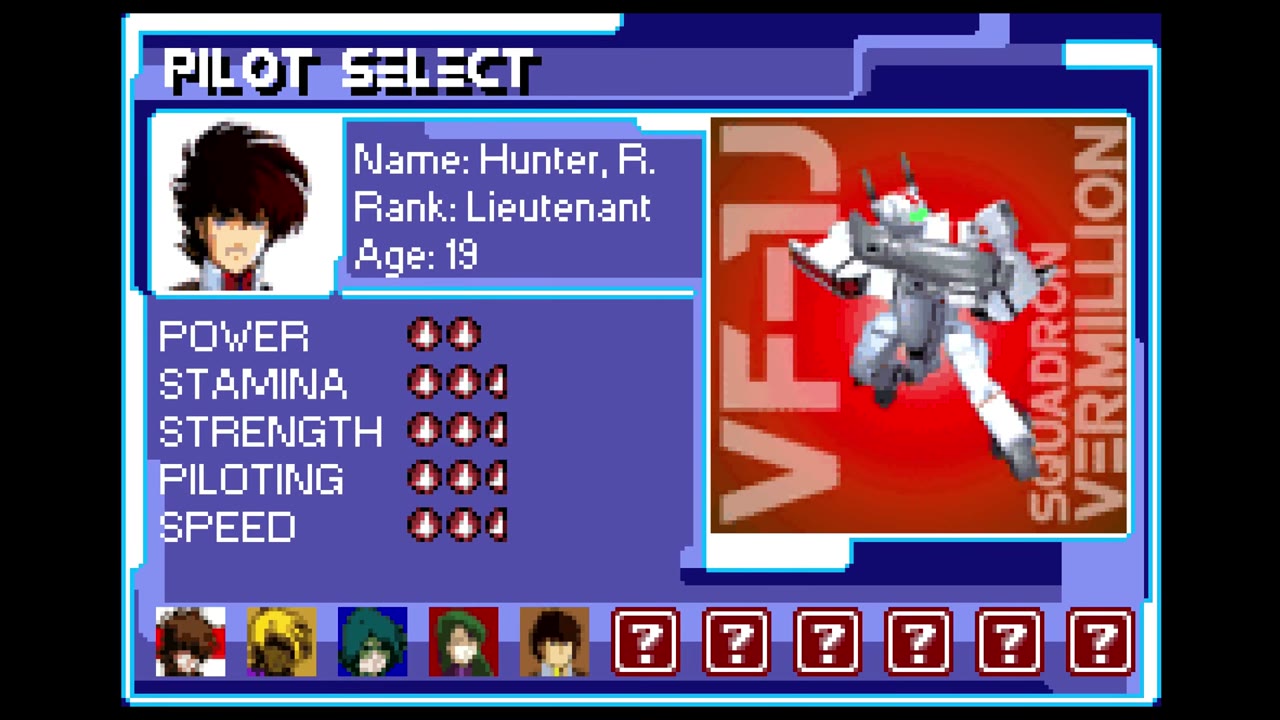 PILOT SELECT
Name: Hunter, R.
Rank: Lieutenant
Age: 19
POWER
STAMINA
STRENGTH
PILOTING
SPEED
VF-1J
SQUADRON
VERMILLION
? ? ? ? ? ?